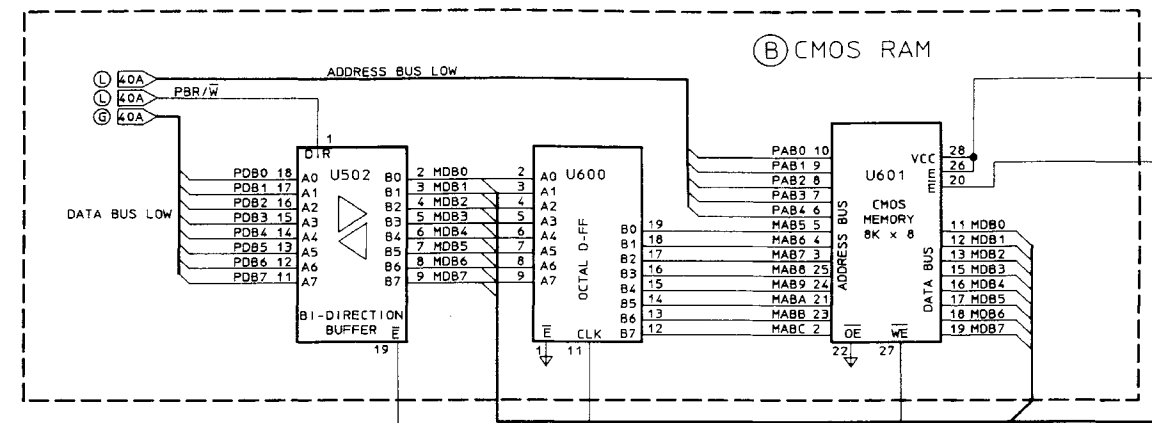 B CMOS RAM
L 40A ADDRESS BUS LOW
L 40A PBR/W̅
G 40A
DATA BUS LOW
PDB0 18
PDB1 17
PDB2 16
PDB3 15
PDB4 14
PDB5 13
PDB6 12
PDB7 11
1
DIR
U502
A0 B0
A1 B1
A2 B2
A3 B3
A4 B4
A5 B5
A6 B6
A7 B7
BI-DIRECTION
BUFFER
E̅
19
2 MDB0 2
3 MDB1 3
4 MDB2 4
5 MDB3 5
6 MDB4 6
7 MDB5 7
8 MDB6 8
9 MDB7 9
U600
A0
A1
A2
A3
A4
A5
A6
A7
OCTAL D-FF
B0
B1
B2
B3
B4
B5
B6
B7
E̅ CLK
1 11
PAB0 10
PAB1 9
PAB2 8
PAB3 7
PAB4 6
19 MAB5 5
18 MAB6 4
17 MAB7 3
16 MAB8 25
15 MAB9 24
14 MABA 21
13 MABB 23
12 MABC 2
U601
CMOS
MEMORY
8K x 8
ADDRESS BUS
DATA BUS
VCC 28
26
20
11 MDB0
12 MDB1
13 MDB2
15 MDB3
16 MDB4
17 MDB5
18 MDB6
19 MDB7
O̅E̅ W̅E̅
22 27